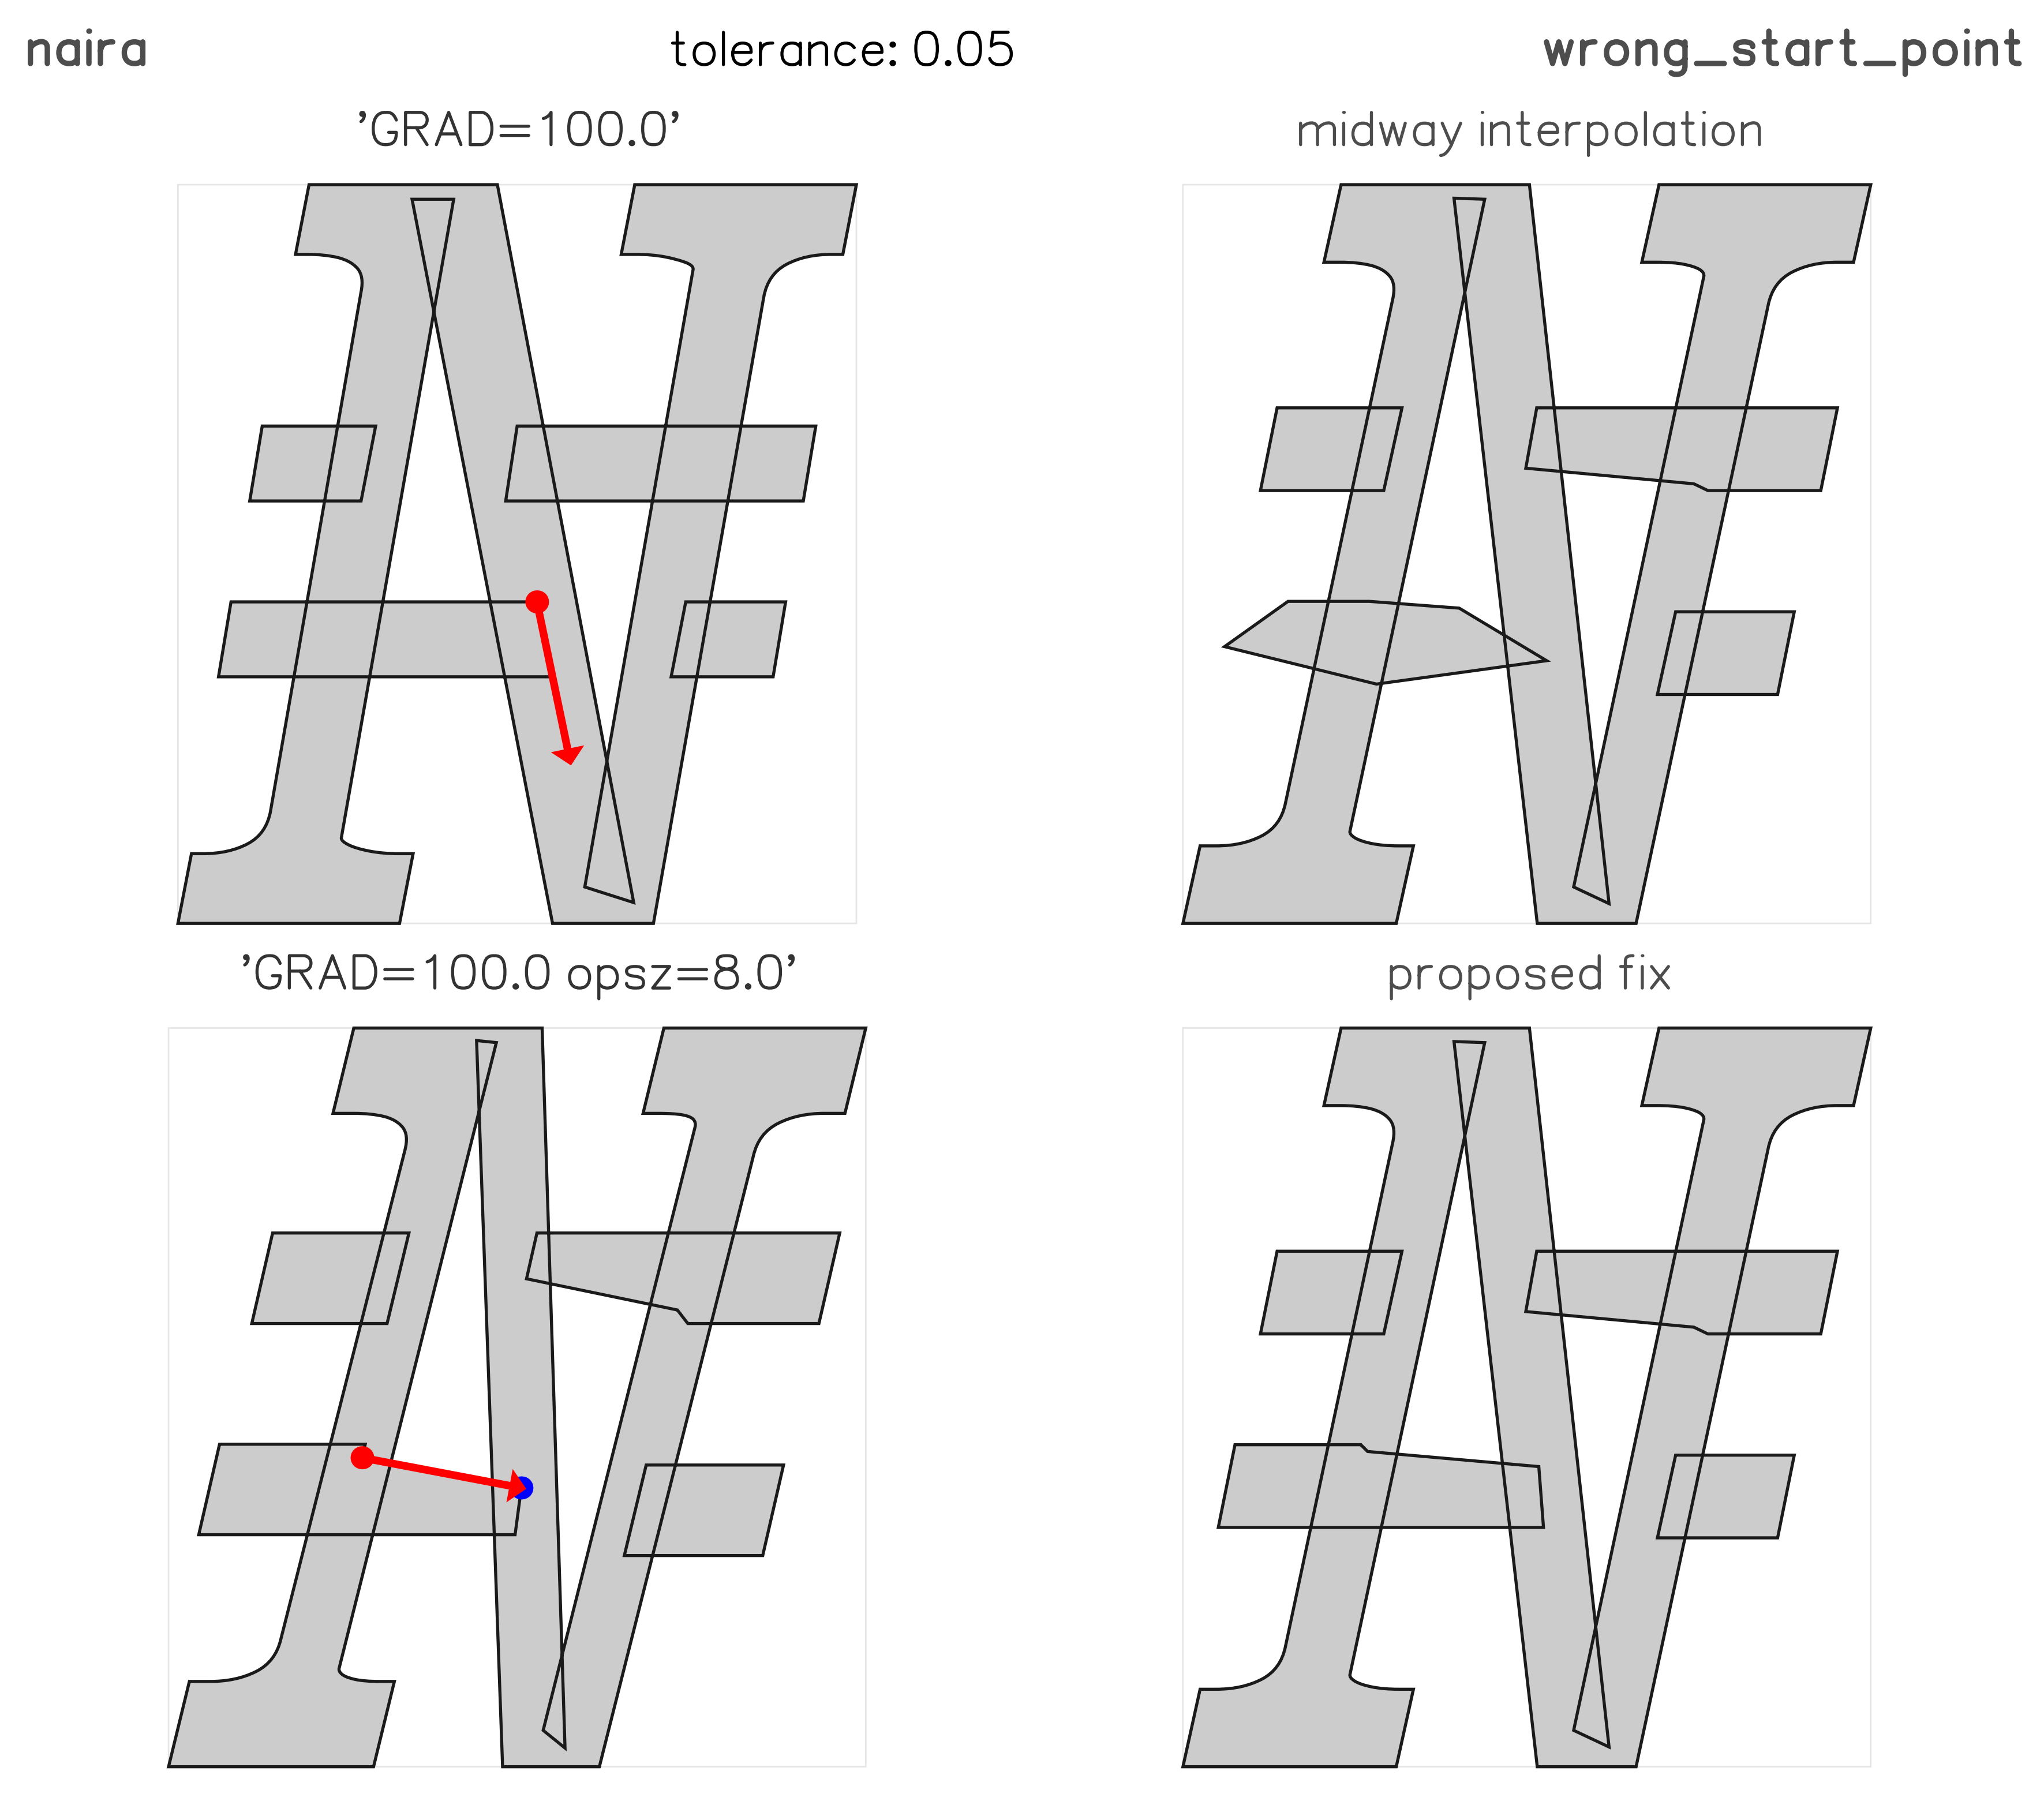 naira tolerance: 0.05 wrong_start_point
'GRAD=100.0' midway interpolation
'GRAD=100.0 opsz=8.0' proposed fix